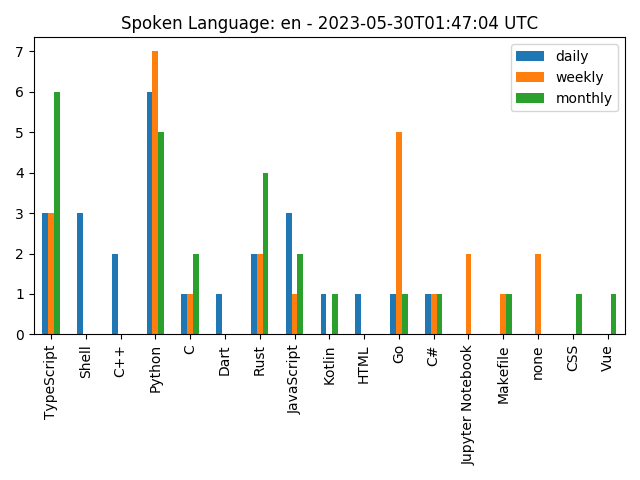 Spoken Language: en - 2023-05-30T01:47:04 UTC
daily
weekly
monthly
7
6
5
4
3
2
1
0
TypeScript
Shell
C++
Python
C
Dart
Rust
JavaScript
Kotlin
HTML
Go
C#
Jupyter Notebook
Makefile
none
CSS
Vue